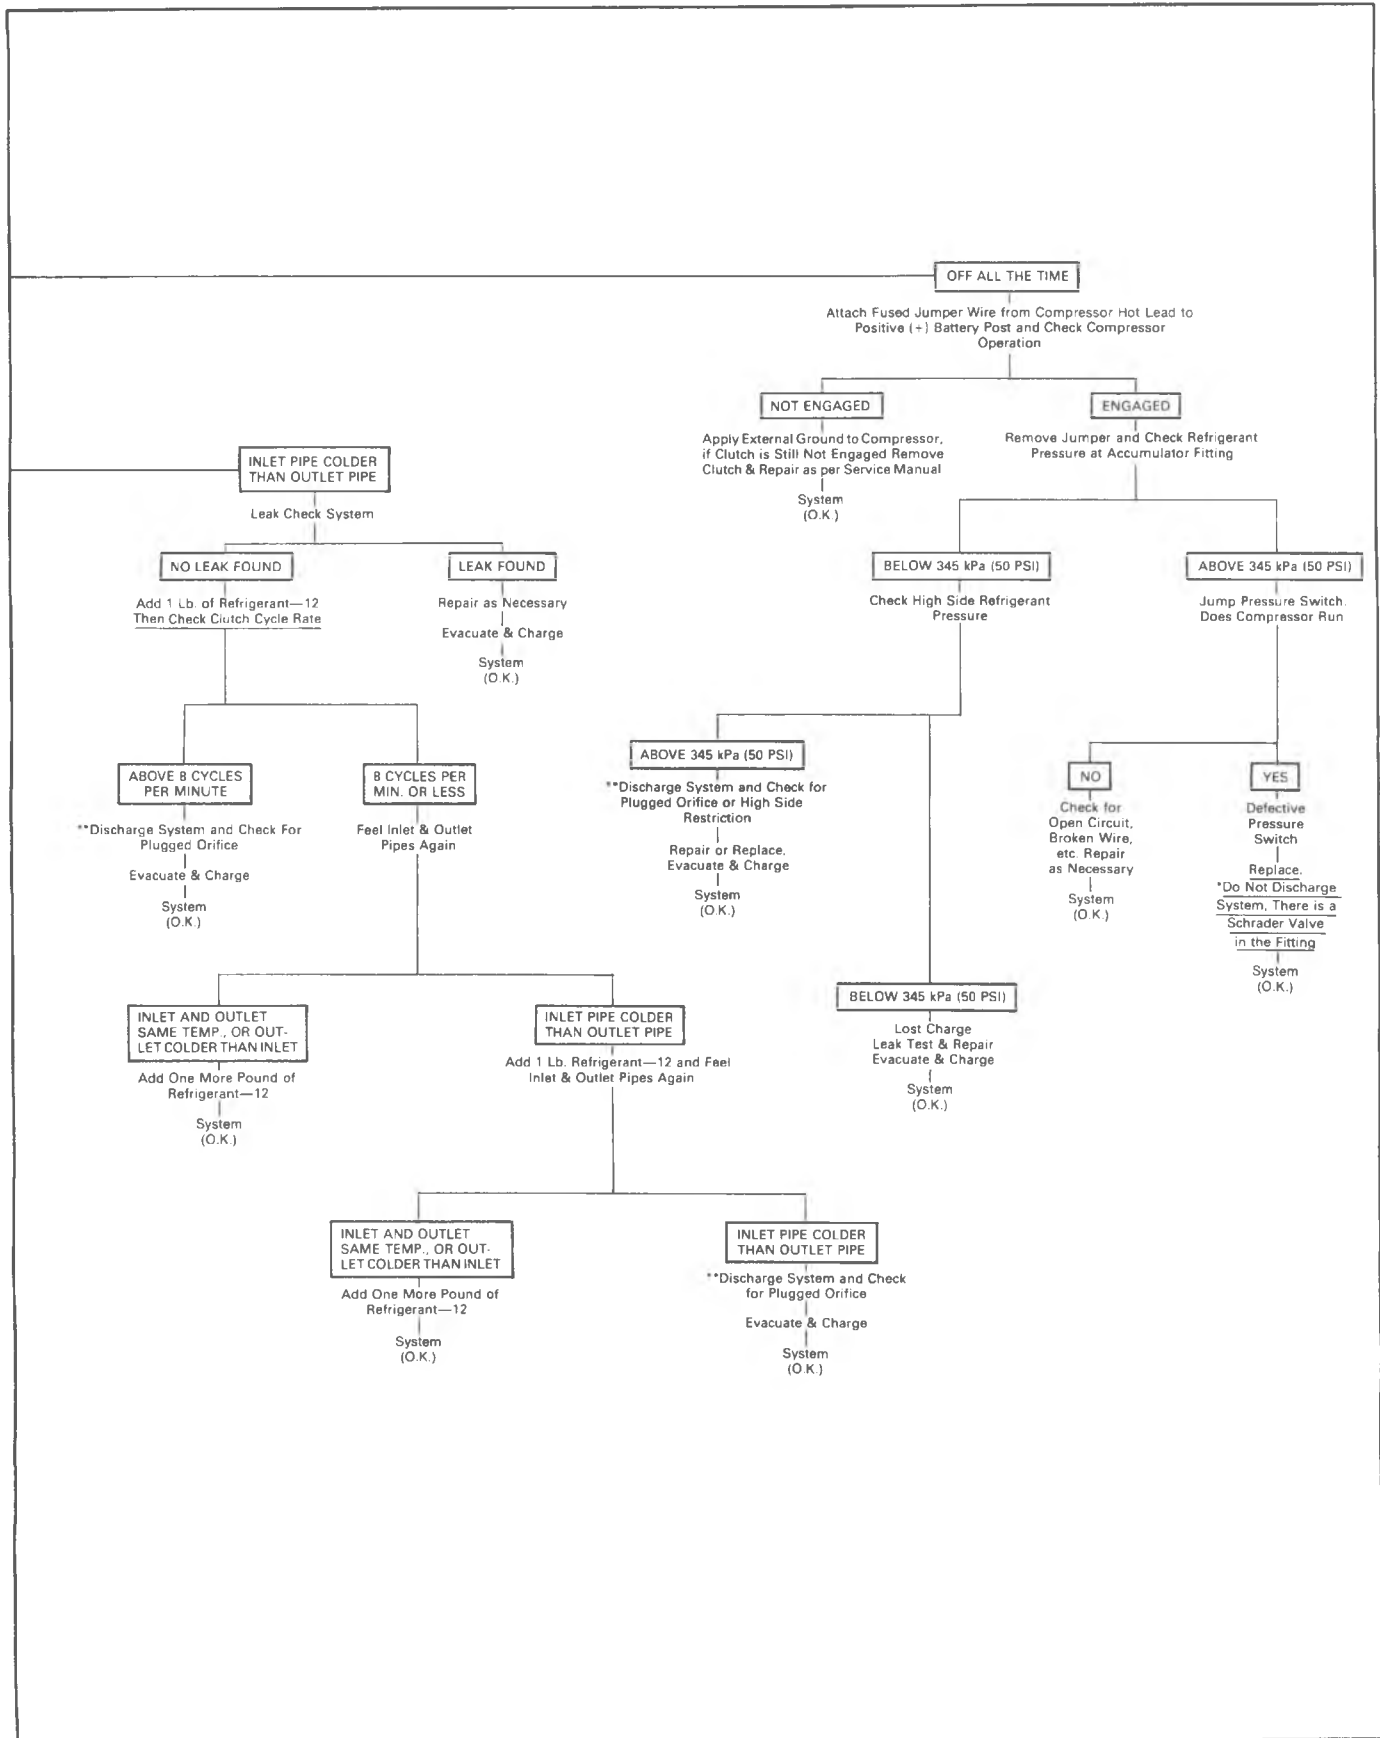 OFF ALL THE TIME
Attach Fused Jumper Wire from Compressor Hot Lead to
Positive (+) Battery Post and Check Compressor
Operation
NOT ENGAGED
Apply External Ground to Compressor,
if Clutch is Still Not Engaged Remove
Clutch & Repair as per Service Manual
System
(O.K.)
ENGAGED
Remove Jumper and Check Refrigerant
Pressure at Accumulator Fitting
INLET PIPE COLDER
THAN OUTLET PIPE
Leak Check System
NO LEAK FOUND
Add 1 Lb. of Refrigerant—12
Then Check Clutch Cycle Rate
LEAK FOUND
Repair as Necessary
Evacuate & Charge
System
(O.K.)
BELOW 345 kPa (50 PSI)
Check High Side Refrigerant
Pressure
ABOVE 345 kPa (50 PSI)
Jump Pressure Switch.
Does Compressor Run
ABOVE 8 CYCLES
PER MINUTE
**Discharge System and Check For
Plugged Orifice
Evacuate & Charge
System
(O.K.)
8 CYCLES PER
MIN. OR LESS
Feel Inlet & Outlet
Pipes Again
ABOVE 345 kPa (50 PSI)
**Discharge System and Check for
Plugged Orifice or High Side
Restriction
Repair or Replace.
Evacuate & Charge
System
(O.K.)
NO
Check for
Open Circuit,
Broken Wire,
etc. Repair
as Necessary
System
(O.K.)
YES
Defective
Pressure
Switch
Replace.
*Do Not Discharge
System, There is a
Schrader Valve
in the Fitting
System
(O.K.)
INLET AND OUTLET
SAME TEMP., OR OUT-
LET COLDER THAN INLET
Add One More Pound of
Refrigerant—12
System
(O.K.)
INLET PIPE COLDER
THAN OUTLET PIPE
Add 1 Lb. Refrigerant—12 and Feel
Inlet & Outlet Pipes Again
BELOW 345 kPa (50 PSI)
Lost Charge
Leak Test & Repair
Evacuate & Charge
System
(O.K.)
INLET AND OUTLET
SAME TEMP., OR OUT-
LET COLDER THAN INLET
Add One More Pound of
Refrigerant—12
System
(O.K.)
INLET PIPE COLDER
THAN OUTLET PIPE
**Discharge System and Check
for Plugged Orifice
Evacuate & Charge
System
(O.K.)